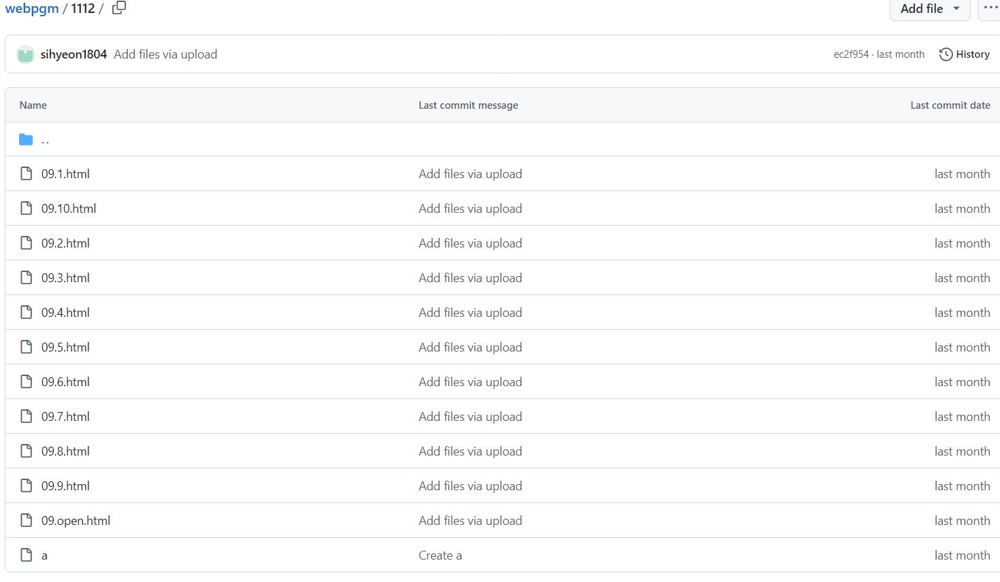 webpgm / 1112 / Add file ...
sihyeon1804 Add files via upload ec2f954 · last month History
Name Last commit message Last commit date
..
09.1.html Add files via upload last month
09.10.html Add files via upload last month
09.2.html Add files via upload last month
09.3.html Add files via upload last month
09.4.html Add files via upload last month
09.5.html Add files via upload last month
09.6.html Add files via upload last month
09.7.html Add files via upload last month
09.8.html Add files via upload last month
09.9.html Add files via upload last month
09.open.html Add files via upload last month
a Create a last month